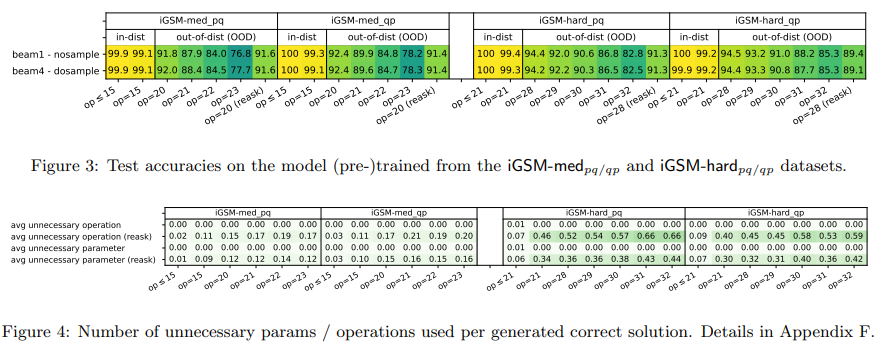 iGSM-med_pq iGSM-med_qp iGSM-hard_pq iGSM-hard_qp
in-dist out-of-dist (OOD) in-dist out-of-dist (OOD) in-dist out-of-dist (OOD) in-dist out-of-dist (OOD)
beam1 - nosample 99.9 99.1 91.8 87.9 84.0 76.8 91.6 100 99.3 92.4 89.9 84.8 78.2 91.4 100 99.4 94.4 92.0 90.6 86.8 82.8 91.3 100 99.2 94.5 93.2 91.0 88.2 85.3 89.4
beam4 - dosample 99.9 99.1 92.0 88.4 84.5 77.7 91.6 100 99.1 92.4 89.6 84.7 78.3 91.4 100 99.3 94.2 92.2 90.3 86.5 82.5 91.3 99.9 99.2 94.4 93.3 90.8 87.7 85.3 89.1
op ≤ 15 op=15 op=20 op=21 op=22 op=23 op=20 (reask) op ≤ 15 op=15 op=20 op=21 op=22 op=23 op=20 (reask) op ≤ 21 op=21 op=28 op=30 op=31 op=32 op=28 (reask) op ≤ 21 op=21 op=28 op=30 op=31 op=32 op=28 (reask)
Figure 3: Test accuracies on the model (pre-)trained from the iGSM-med_{pq/qp} and iGSM-hard_{pq/qp} datasets.
iGSM-med_pq iGSM-med_qp iGSM-hard_pq iGSM-hard_qp
avg unnecessary operation 0.00 0.00 0.00 0.00 0.00 0.00 0.00 0.00 0.00 0.00 0.00 0.00 0.01 0.00 0.00 0.00 0.00 0.00 0.00 0.01 0.00 0.00 0.00 0.00 0.00 0.00
avg unnecessary operation (reask) 0.02 0.11 0.15 0.17 0.19 0.17 0.03 0.11 0.17 0.21 0.19 0.20 0.07 0.46 0.52 0.54 0.57 0.66 0.66 0.09 0.40 0.45 0.45 0.58 0.53 0.59
avg unnecessary parameter 0.00 0.00 0.00 0.00 0.00 0.00 0.00 0.00 0.00 0.00 0.00 0.00 0.01 0.00 0.00 0.00 0.00 0.00 0.00 0.00 0.00 0.00 0.00 0.00 0.00 0.00
avg unnecessary parameter (reask) 0.01 0.09 0.12 0.12 0.14 0.12 0.03 0.10 0.15 0.16 0.15 0.16 0.06 0.34 0.36 0.36 0.38 0.43 0.44 0.07 0.30 0.32 0.31 0.40 0.36 0.42
op ≤ 15 op=15 op=20 op=21 op=22 op=23 op ≤ 15 op=15 op=20 op=21 op=22 op=23 op ≤ 21 op=21 op=28 op=29 op=30 op=31 op=32 op ≤ 21 op=21 op=28 op=29 op=30 op=31 op=32
Figure 4: Number of unnecessary params / operations used per generated correct solution. Details in Appendix F.